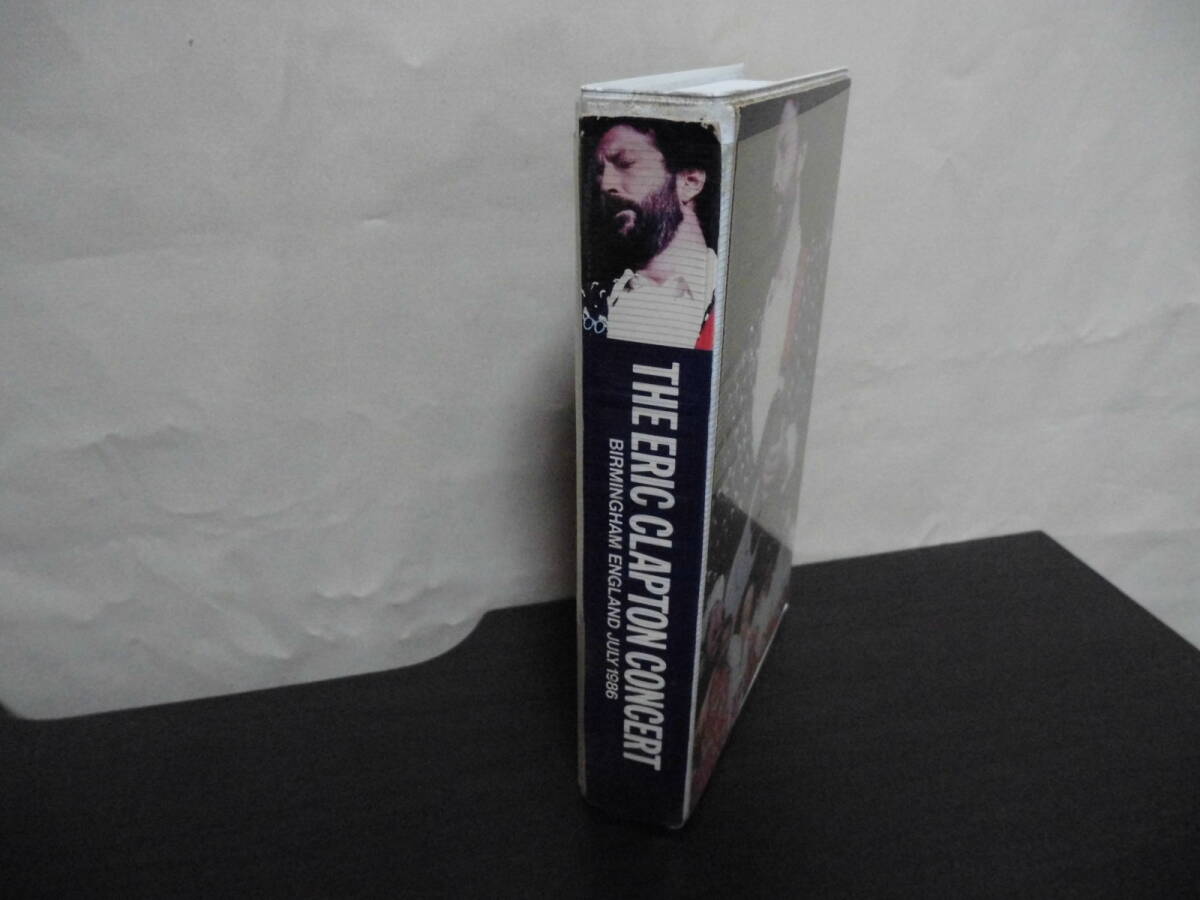 THE ERIC CLAPTON CONCERT
BIRMINGHAM ENGLAND JULY 1986